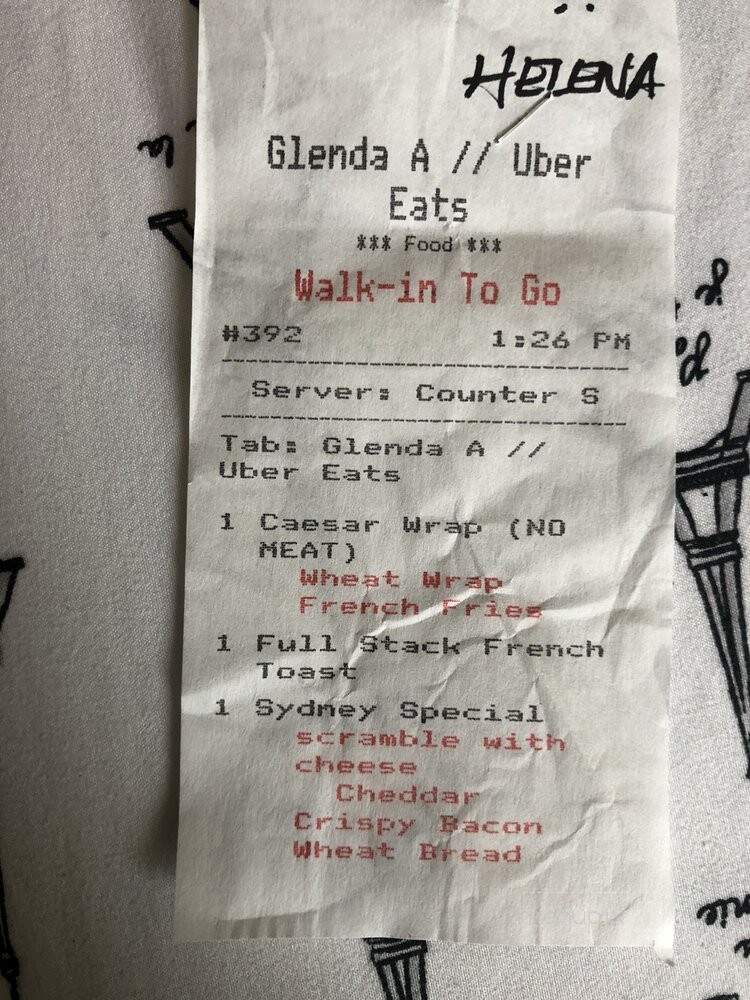 HELENA
Glenda A // Uber
Eats
*** Food ***
Walk-in To Go
#392 1:26 PM
Server: Counter S
Tab: Glenda A //
Uber Eats
1 Caesar Wrap (NO
MEAT)
Wheat Wrap
French Fries
1 Full Stack French
Toast
1 Sydney Special
scramble with
cheese
Cheddar
Crispy Bacon
Wheat Bread
la
je